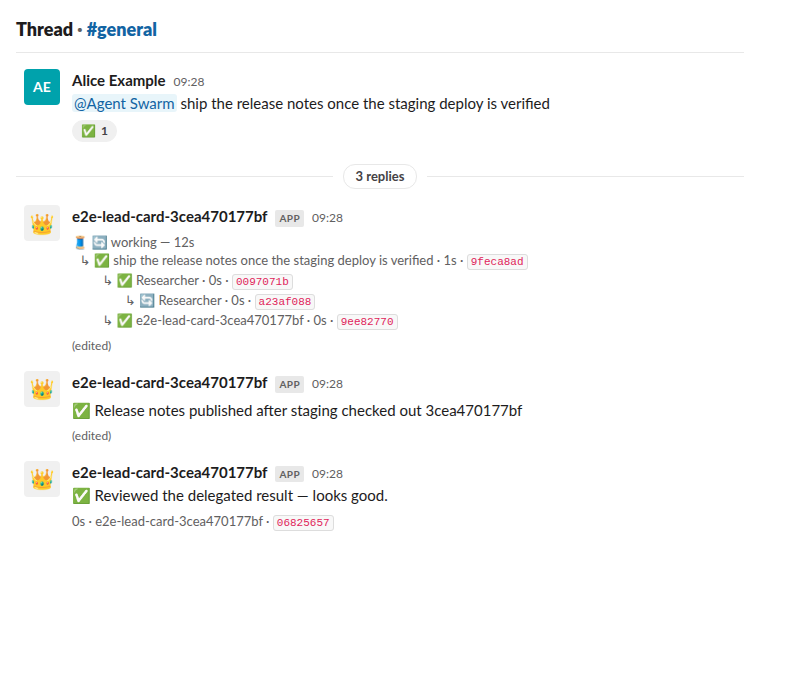 Thread • #general
AE
Alice Example 09:28
@Agent Swarm ship the release notes once the staging deploy is verified
✅ 1
3 replies
e2e-lead-card-3cea470177bf APP 09:28
🧵 🔄 working — 12s
↳ ✅ ship the release notes once the staging deploy is verified · 1s · 9feca8ad
↳ ✅ Researcher · 0s · 0097071b
↳ 🔄 Researcher · 0s · a23af088
↳ ✅ e2e-lead-card-3cea470177bf · 0s · 9ee82770
(edited)
e2e-lead-card-3cea470177bf APP 09:28
✅ Release notes published after staging checked out 3cea470177bf
(edited)
e2e-lead-card-3cea470177bf APP 09:28
✅ Reviewed the delegated result — looks good.
0s · e2e-lead-card-3cea470177bf · 06825657